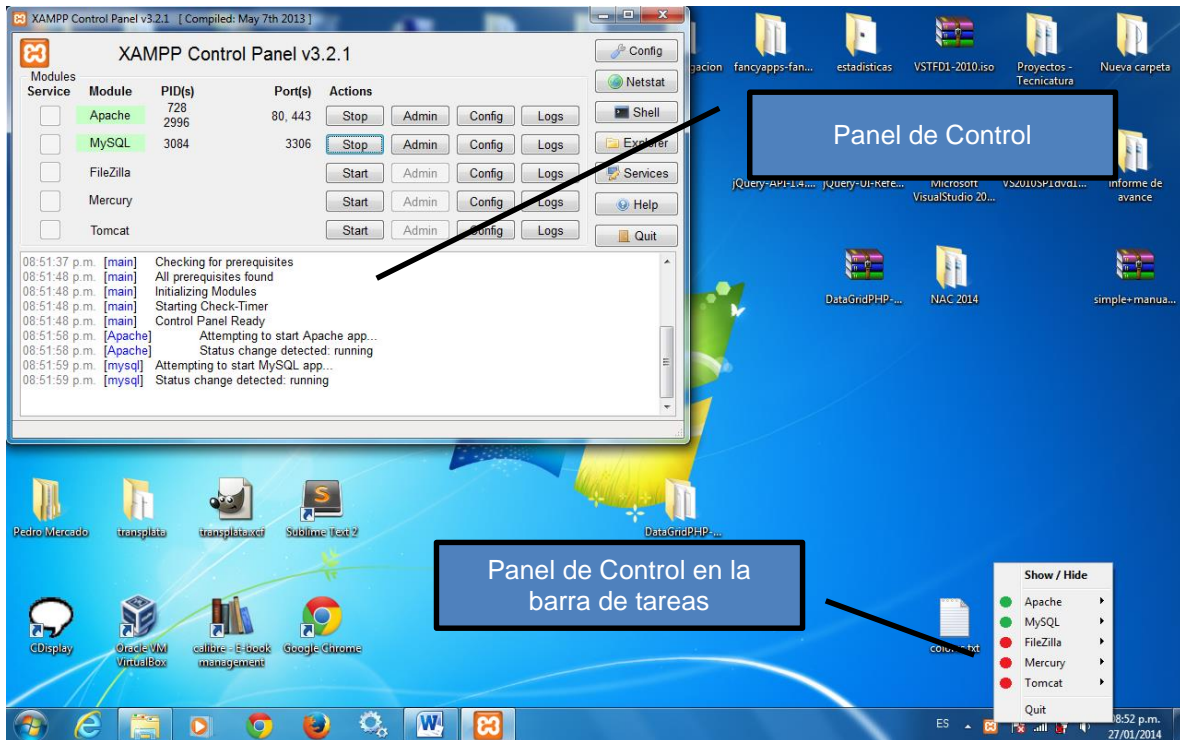 XAMPP Control Panel v3.2.1 [ Compiled: May 7th 2013 ]
XAMPP Control Panel v3.2.1
Config
Modules
Service Module PID(s) Port(s) Actions
Netstat
Apache 728 2996 80, 443 Stop Admin Config Logs
Shell
MySQL 3084 3306 Stop Admin Config Logs
Explorer
FileZilla Start Admin Config Logs
Services
Mercury Start Admin Config Logs
Help
Tomcat Start Admin Config Logs
Quit
08:51:37 p.m. [main] Checking for prerequisites
08:51:48 p.m. [main] All prerequisites found
08:51:48 p.m. [main] Initializing Modules
08:51:48 p.m. [main] Starting Check-Timer
08:51:48 p.m. [main] Control Panel Ready
08:51:58 p.m. [Apache] Attempting to start Apache app...
08:51:58 p.m. [Apache] Status change detected: running
08:51:59 p.m. [mysql] Attempting to start MySQL app...
08:51:59 p.m. [mysql] Status change detected: running
fancyapps-fan...
estadisticas
VSTFD1-2010.iso
Proyectos -
Tecnicatura
Nueva carpeta
Panel de Control
jQuery-API-1.4....
jQuery-UI-Refe...
Microsoft
VisualStudio 20...
VS2010SP1dvd1...
informe de
avance
DataGridPHP-...
NAC 2014
simple+manua...
Pedro Mercado
transplata
transplata.xcf
Sublime Text 2
DataGridPHP-...
Panel de Control en la
barra de tareas
CDisplay
Oracle VM
VirtualBox
calibre - E-book
management
Google Chrome
Show / Hide
Apache
MySQL
FileZilla
Mercury
Tomcat
Quit
ES
08:52 p.m.
27/01/2014